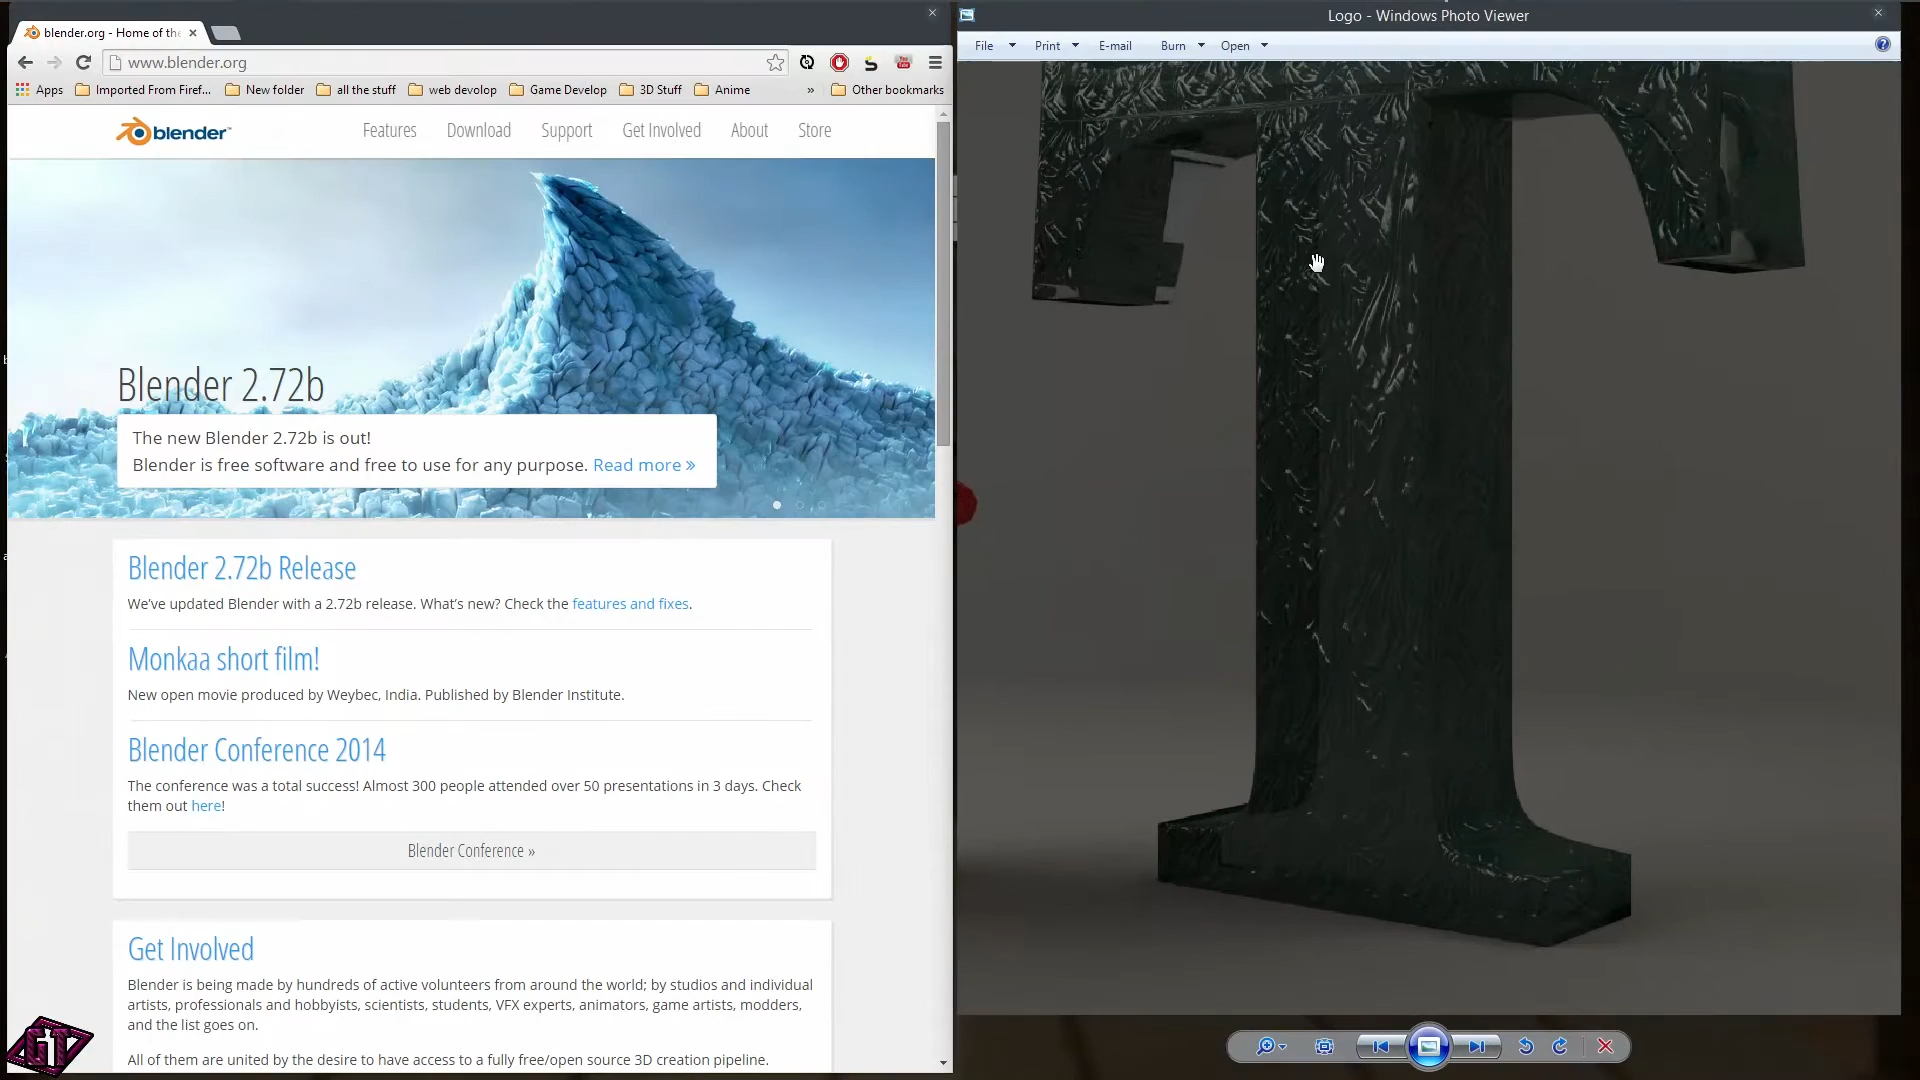 blender.org - Home of the
www.blender.org
Apps
Imported From Firef...
New folder
all the stuff
web devolop
Game Develop
3D Stuff
Anime
»
Other bookmarks
blender™
Features
Download
Support
Get Involved
About
Store
Blender 2.72b
The new Blender 2.72b is out!
Blender is free software and free to use for any purpose. Read more »
Blender 2.72b Release
We've updated Blender with a 2.72b release. What's new? Check the features and fixes.
Monkaa short film!
New open movie produced by Weybec, India. Published by Blender Institute.
Blender Conference 2014
The conference was a total success! Almost 300 people attended over 50 presentations in 3 days. Check
them out here!
Blender Conference »
Get Involved
Blender is being made by hundreds of active volunteers from around the world; by studios and individual
artists, professionals and hobbyists, scientists, students, VFX experts, animators, game artists, modders,
and the list goes on.
All of them are united by the desire to have access to a fully free/open source 3D creation pipeline.
GT
Logo - Windows Photo Viewer
File
Print
E-mail
Burn
Open
T